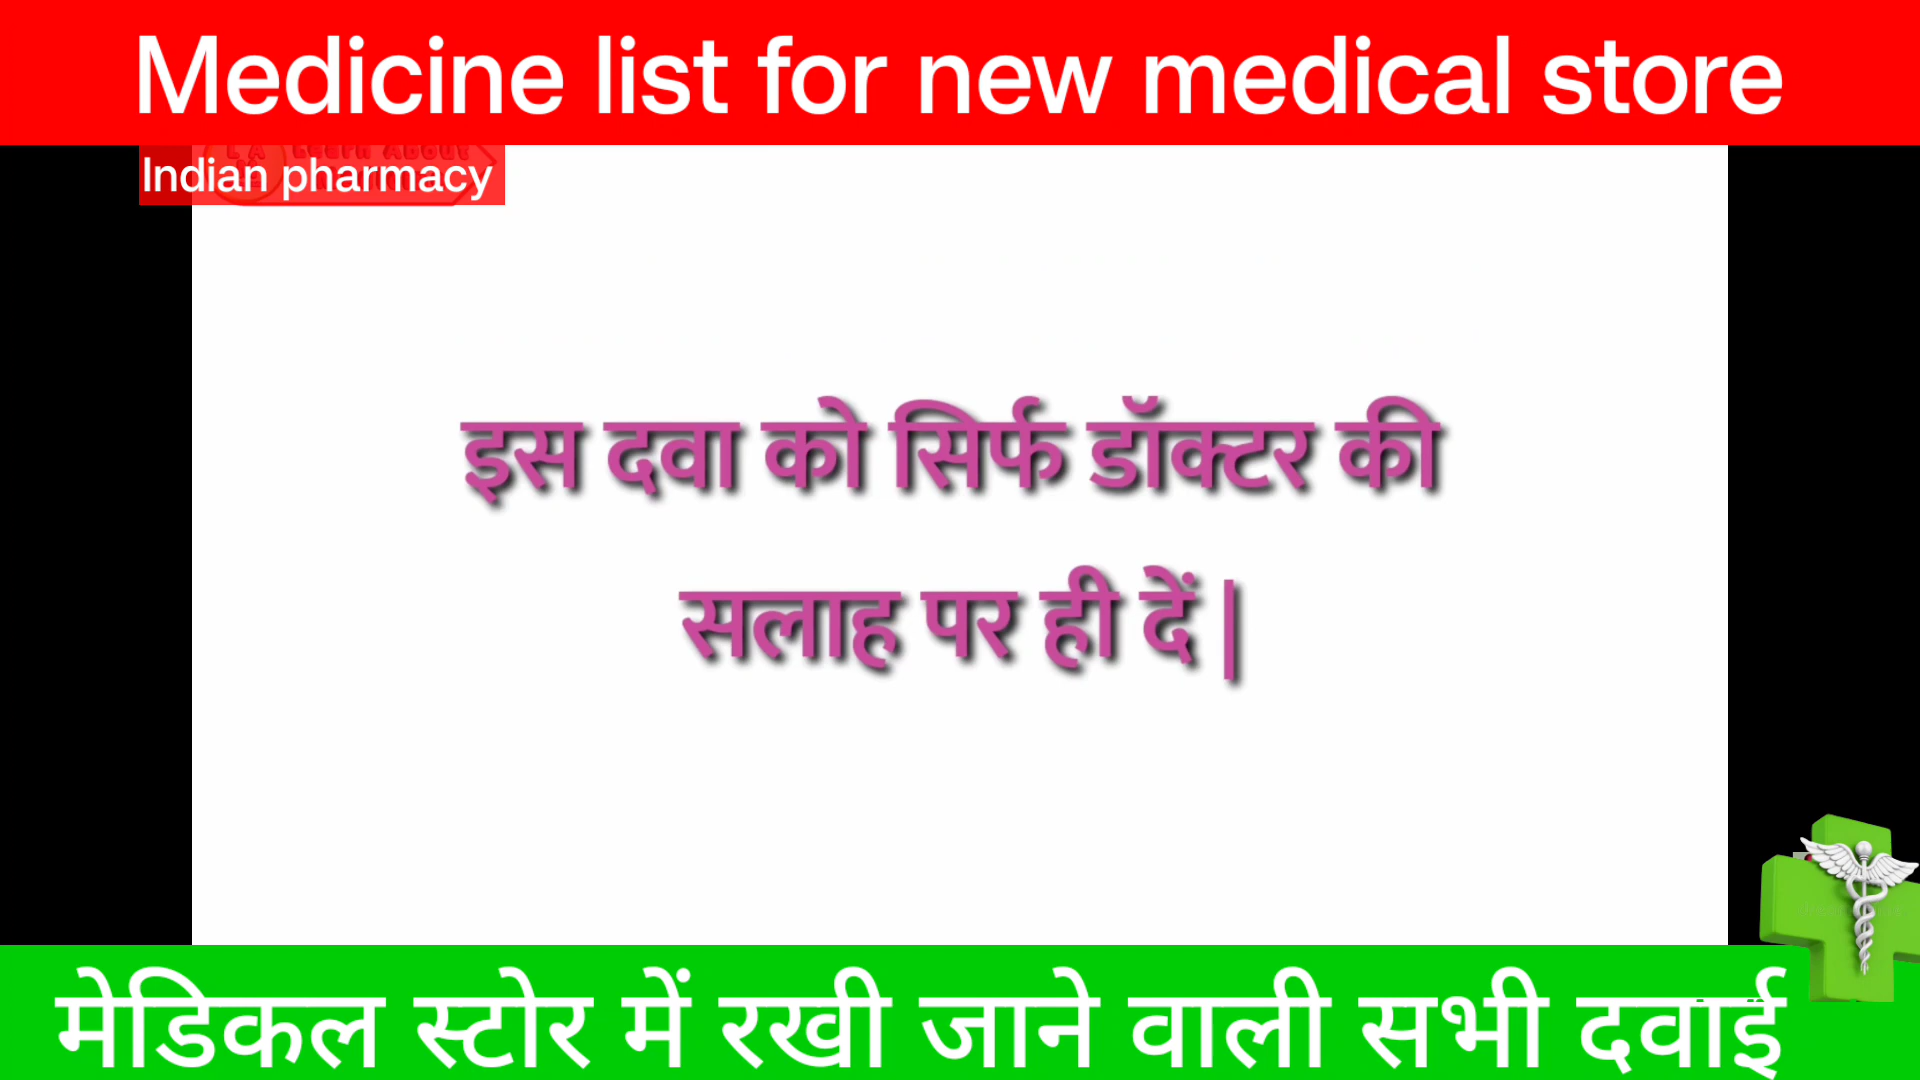 Medicine list for new medical store
Indian pharmacy
इस दवा को सिर्फ डॉक्टर की
सलाह पर ही दें |
मेडिकल स्टोर में रखी जाने वाली सभी दवाई